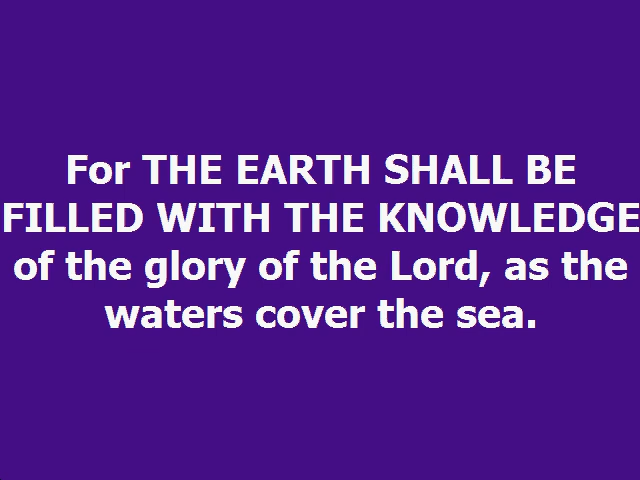 For THE EARTH SHALL BE
FILLED WITH THE KNOWLEDGE
of the glory of the Lord, as the
waters cover the sea.